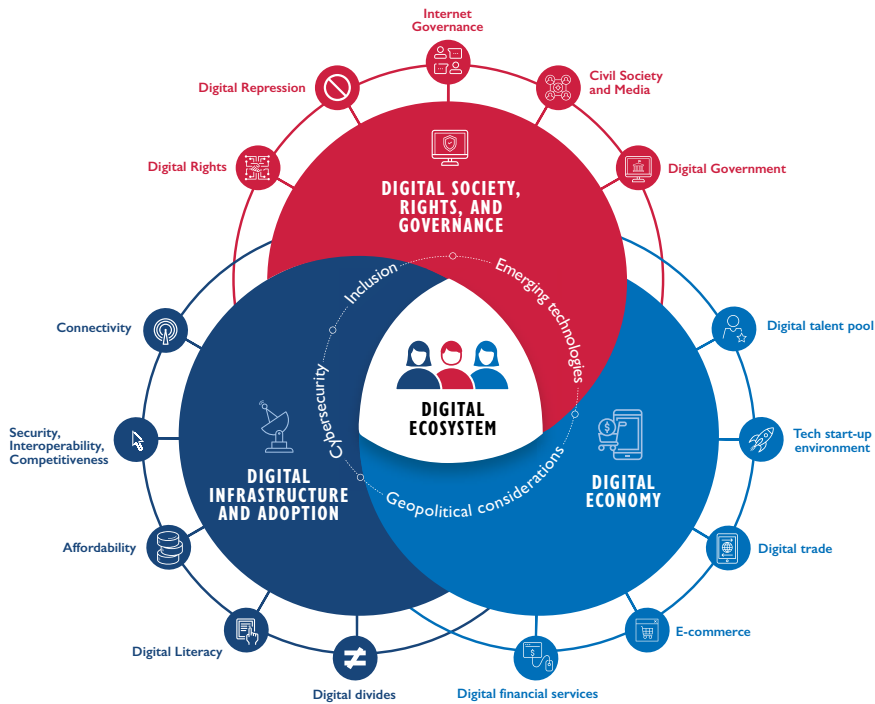 Internet
Governance
Digital Repression
Civil Society
and Media
Digital Rights
Digital Government
DIGITAL SOCIETY,
RIGHTS, AND
GOVERNANCE
Inclusion
Emerging technologies
Cybersecurity
Geopolitical considerations
DIGITAL
ECOSYSTEM
Connectivity
Security,
Interoperability,
Competitiveness
Affordability
Digital Literacy
Digital divides
DIGITAL
INFRASTRUCTURE
AND ADOPTION
DIGITAL
ECONOMY
Digital talent pool
Tech start-up
environment
Digital trade
E-commerce
Digital financial services